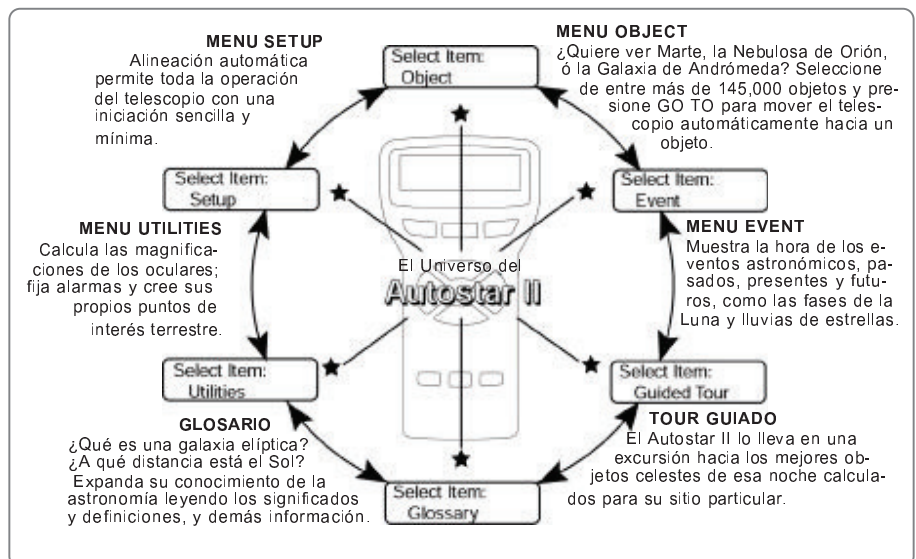 MENU SETUP
Alineación automática
permite toda la operación
del telescopio con una
iniciación sencilla y
mínima.
Select Item:
Object
MENU OBJECT
¿Quiere ver Marte, la Nebulosa de Orión,
ó la Galaxia de Andrómeda? Seleccione
de entre más de 145,000 objetos y pre-
sione GO TO para mover el teles-
copio automáticamente hacia un
objeto.
Select Item:
Setup
Select Item:
Event
MENU UTILITIES
Calcula las magnifica-
ciones de los oculares;
fija alarmas y cree sus
propios puntos de
interés terrestre.
El Universo del
Autostar II
MENU EVENT
Muestra la hora de los e-
ventos astronómicos, pa-
sados, presentes y futu-
ros, como las fases de la
Luna y lluvias de estrellas.
Select Item:
Utilities
Select Item:
Guided Tour
GLOSARIO
¿Qué es una galaxia elíptica?
¿A qué distancia está el Sol?
Expanda su conocimiento de la
astronomía leyendo los significados
y definiciones, y demás información.
Select Item:
Glossary
TOUR GUIADO
El Autostar II lo lleva en una
excursión hacia los mejores ob-
jetos celestes de esa noche calcula-
dos para su sitio particular.